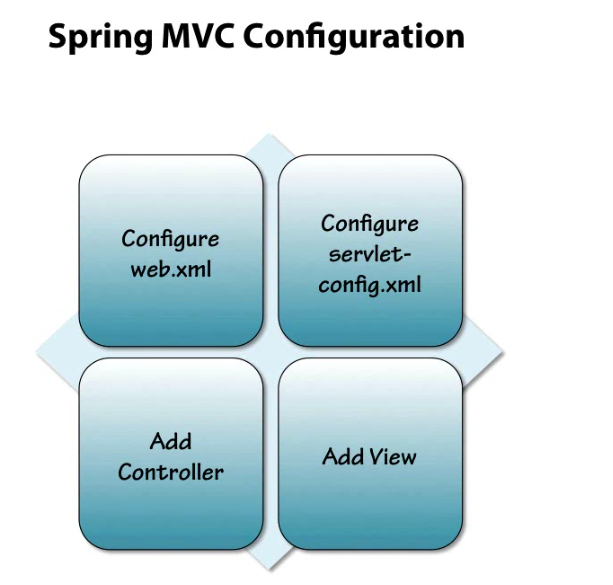 Spring MVC Configuration
Configure
web.xml
Configure
servlet-
config.xml
Add
Controller
Add View